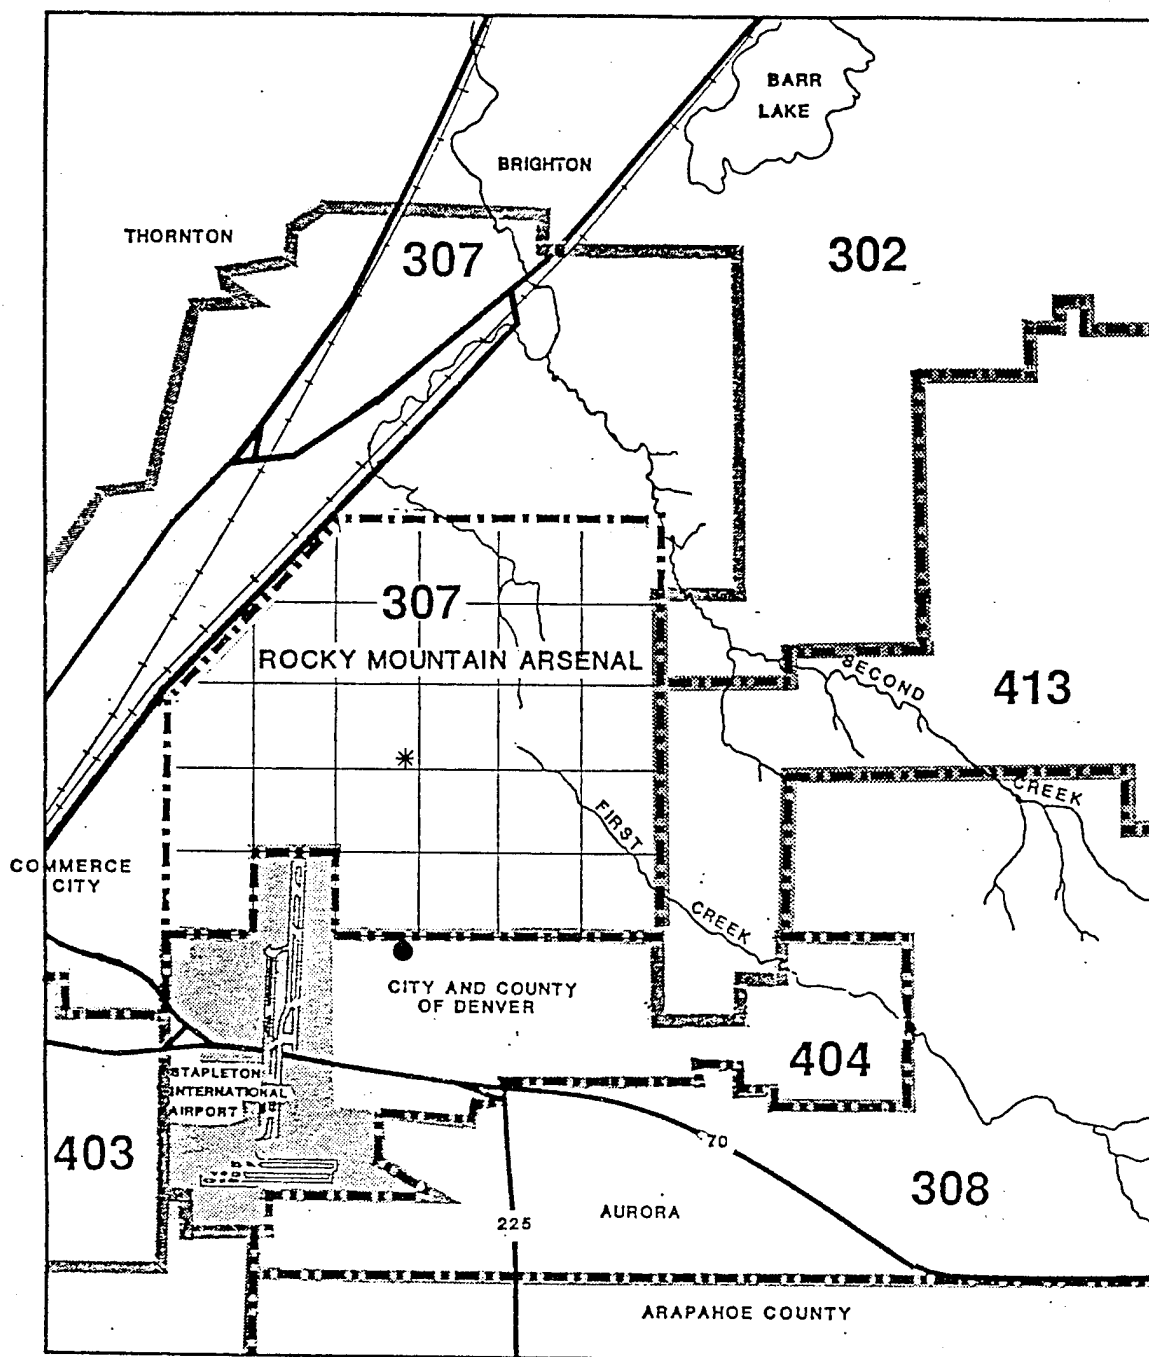 BARR
LAKE
BRIGHTON
THORNTON
307
302
307
ROCKY MOUNTAIN ARSENAL
SECOND
413
CREEK
FIRST
COMMERCE
CITY
CREEK
CITY AND COUNTY
OF DENVER
404
STAPLETON
INTERNATIONAL
AIRPORT
403
70
308
AURORA
225
ARAPAHOE COUNTY